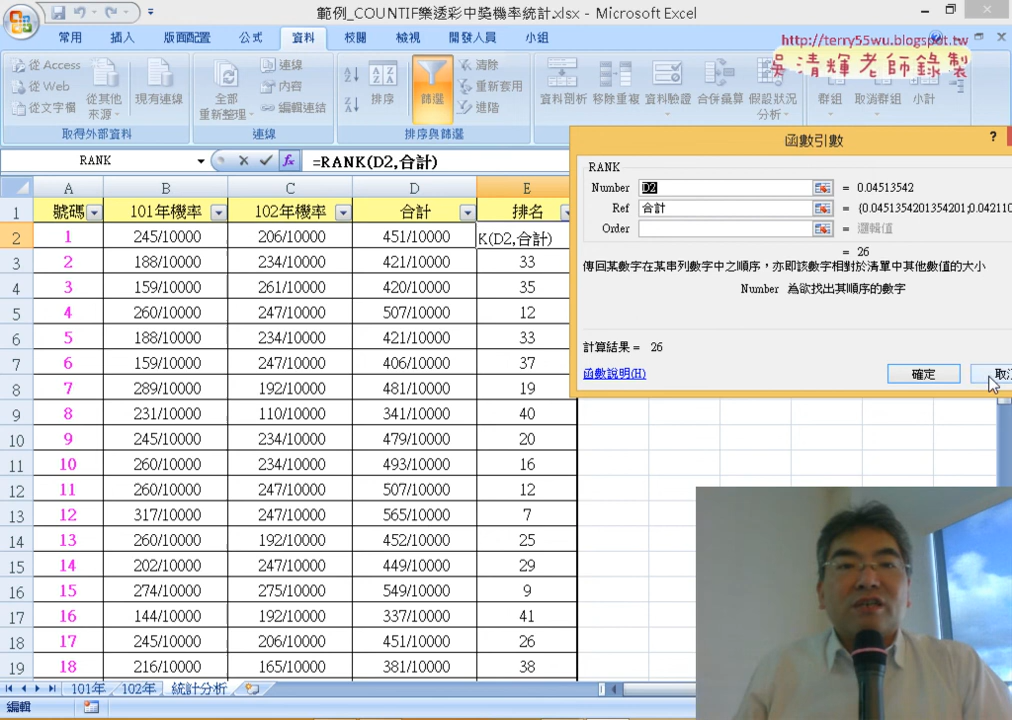 範例_COUNTIF樂透彩中獎機率統計.xlsx - Microsoft Excel
常用 插入 版面配置 公式 資料 校閱 檢視 開發人員 小組
http://terry55wu.blogspot.tw
吳清輝老師錄製
從 Access
從 Web
從文字檔
從其他來源
現有連線
取得外部資料
全部重新整理
連線
內容
編輯連結
連線
排序
篩選
清除
重新套用
進階
排序與篩選
資料剖析 移除重複 資料驗證 合併彙算 假設狀況分析
群組 取消群組 小計
RANK =RANK(D2,合計)
A B C D E
1 號碼 101年機率 102年機率 合計 排名
2 1 245/10000 206/10000 451/10000 K(D2,合計)
3 2 188/10000 234/10000 421/10000 33
4 3 159/10000 261/10000 420/10000 35
5 4 260/10000 247/10000 507/10000 12
6 5 188/10000 234/10000 421/10000 33
7 6 159/10000 247/10000 406/10000 37
8 7 289/10000 192/10000 481/10000 19
9 8 231/10000 110/10000 341/10000 40
10 9 245/10000 234/10000 479/10000 20
11 10 260/10000 234/10000 493/10000 16
12 11 260/10000 247/10000 507/10000 12
13 12 317/10000 247/10000 565/10000 7
14 13 260/10000 192/10000 452/10000 25
15 14 202/10000 247/10000 449/10000 29
16 15 274/10000 275/10000 549/10000 9
17 16 144/10000 192/10000 337/10000 41
18 17 245/10000 206/10000 451/10000 26
19 18 216/10000 165/10000 381/10000 38
101年 102年 統計分析
編輯
函數引數
?
RANK
Number D2 = 0.04513542
Ref 合計 = {0.0451354201354201;0.042110
Order = 邏輯值
= 26
傳回某數字在某串列數字中之順序，亦即該數字相對於清單中其他數值的大小
Number 為欲找出其順序的數字
計算結果 = 26
函數說明(H)
確定